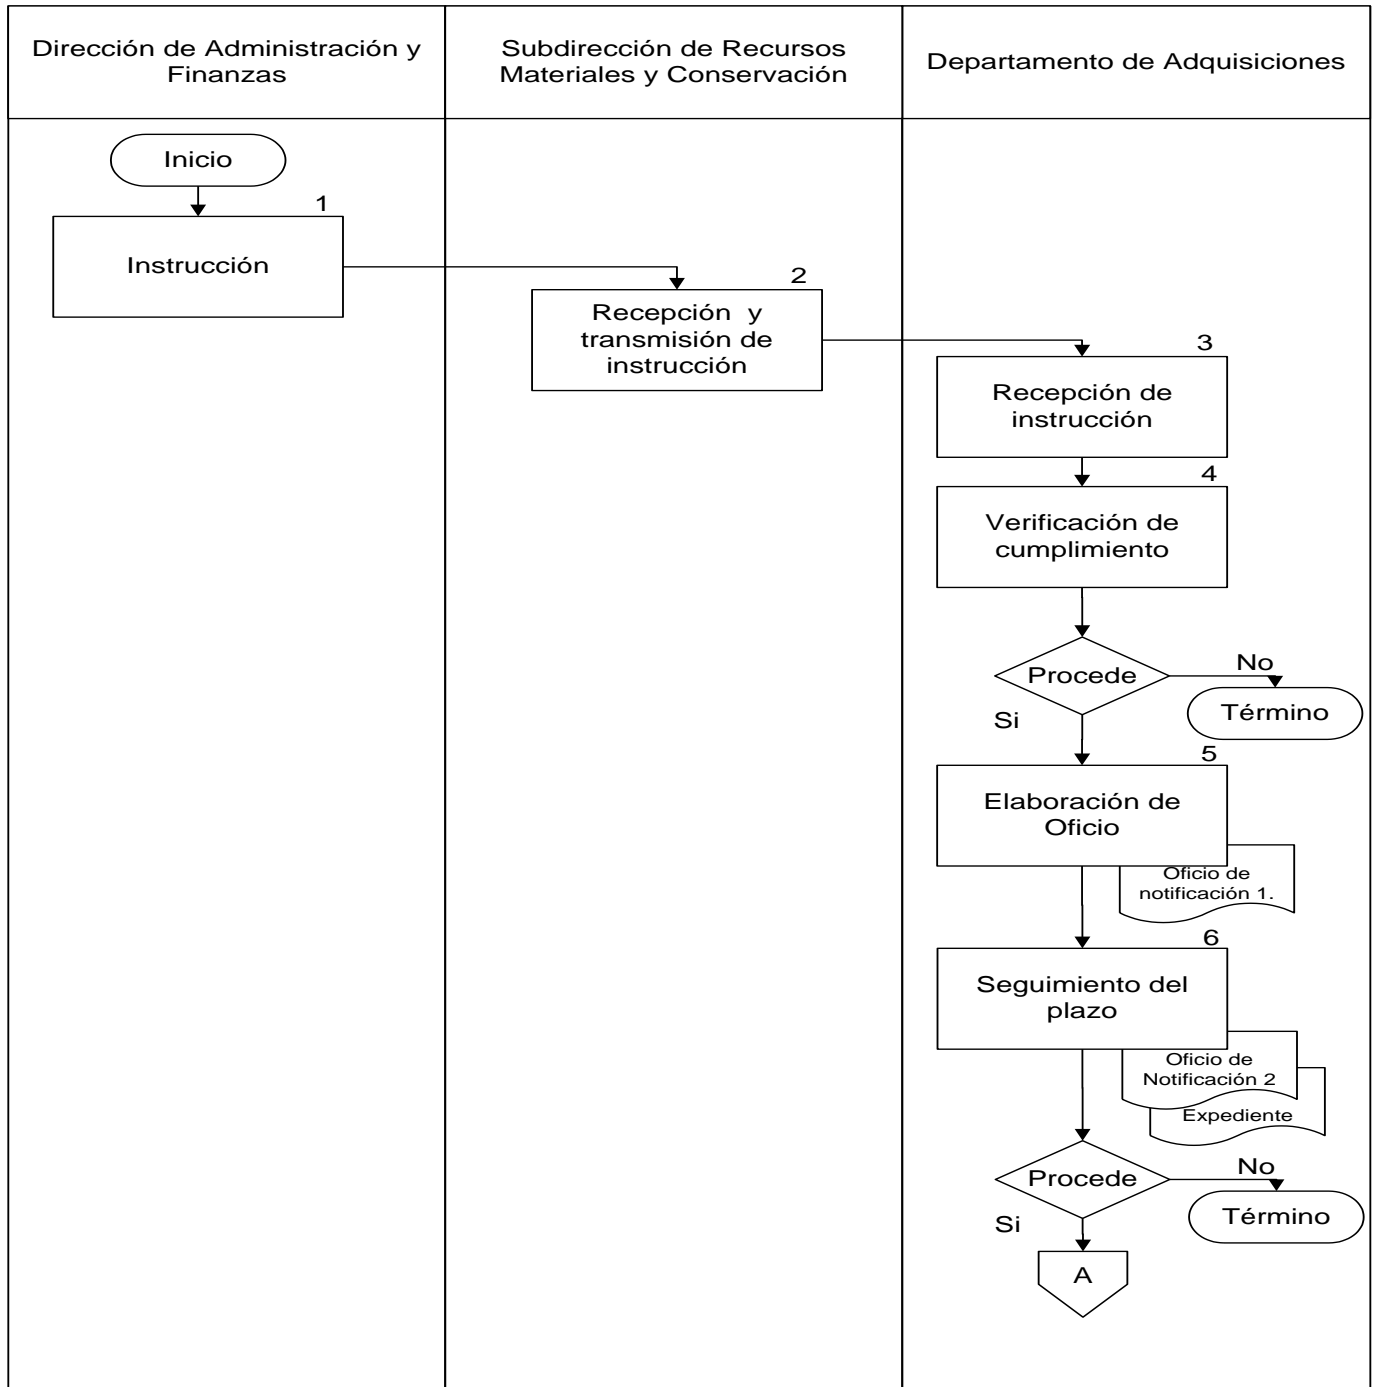 Dirección de Administración y
Finanzas
Subdirección de Recursos
Materiales y Conservación
Departamento de Adquisiciones
Inicio
1
Instrucción
2
Recepción y
transmisión de
instrucción
3
Recepción de
instrucción
4
Verificación de
cumplimiento
Procede
No
Término
Si
5
Elaboración de
Oficio
Oficio de
notificación 1.
6
Seguimiento del
plazo
Oficio de
Notificación 2
Expediente
Procede
No
Término
Si
A